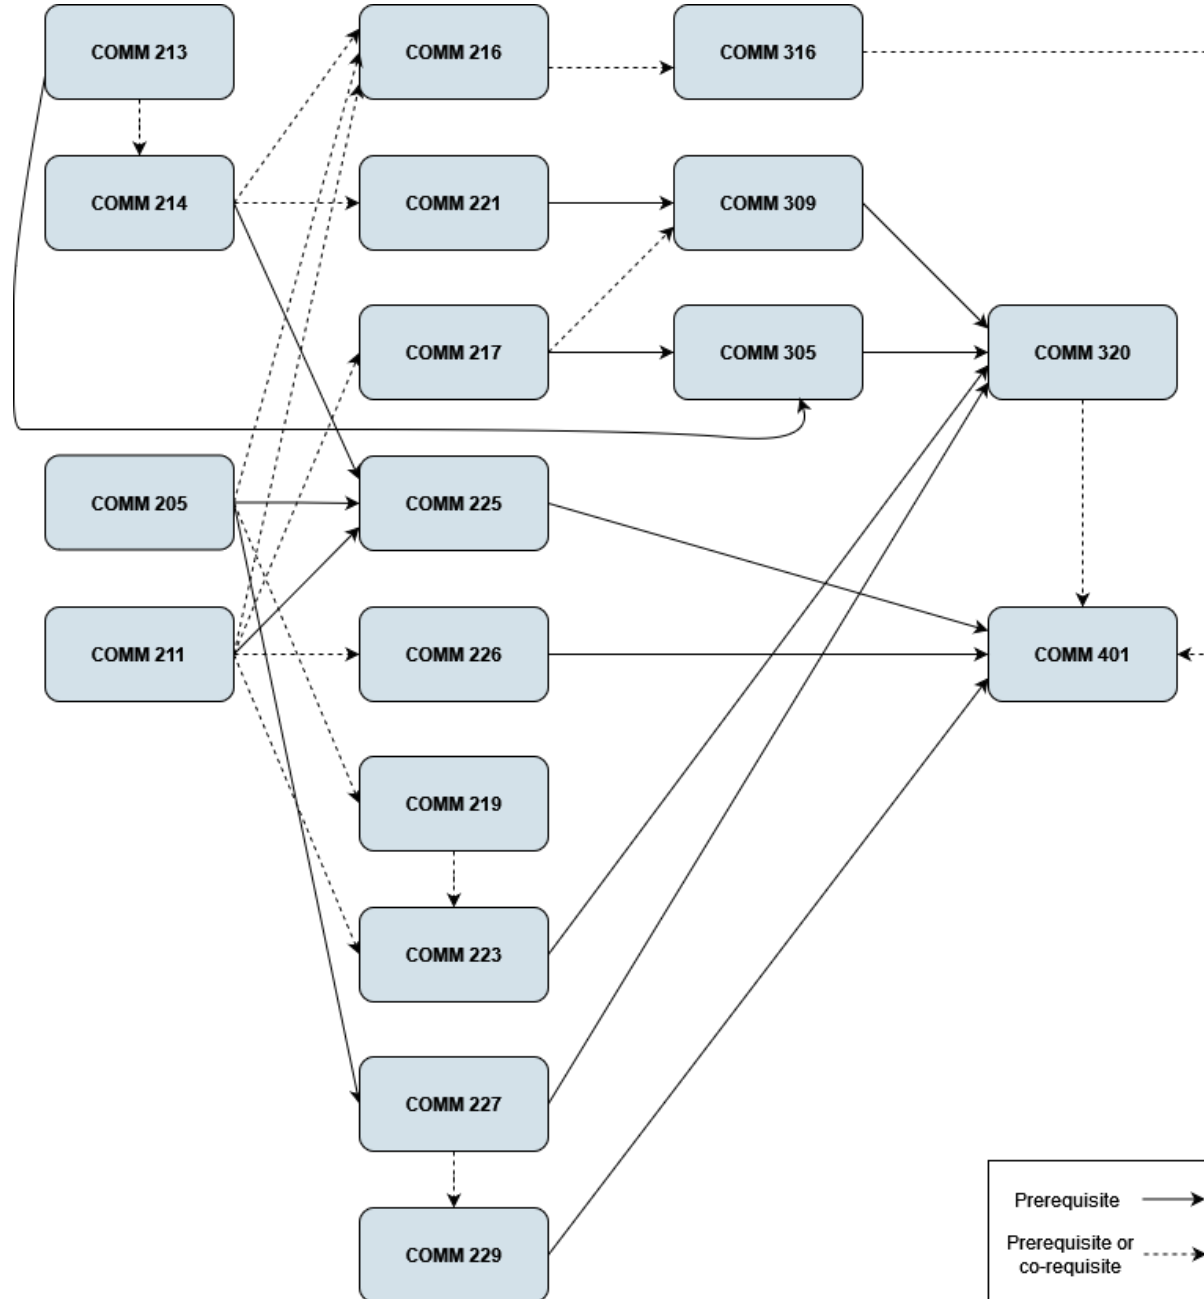 COMM 213
COMM 216
COMM 316
COMM 214
COMM 221
COMM 309
COMM 217
COMM 305
COMM 320
COMM 205
COMM 225
COMM 211
COMM 226
COMM 401
COMM 219
COMM 223
COMM 227
COMM 229
Prerequisite
Prerequisite or
co-requisite